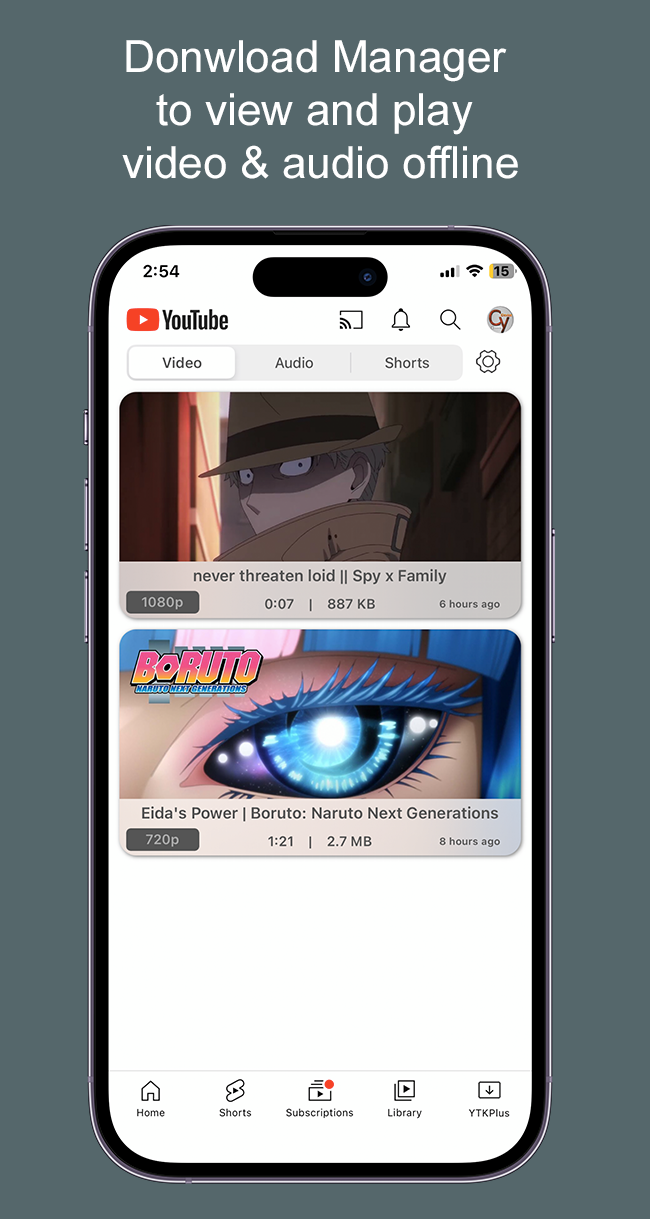 Donwload Manager
to view and play
video & audio offline
2:54
15
YouTube
Cy
Video Audio Shorts
never threaten loid || Spy x Family
1080p 0:07 | 887 KB 6 hours ago
BORUTO
NARUTO NEXT GENERATIONS
Eida's Power | Boruto: Naruto Next Generations
720p 1:21 | 2.7 MB 8 hours ago
Home Shorts Subscriptions Library YTKPlus